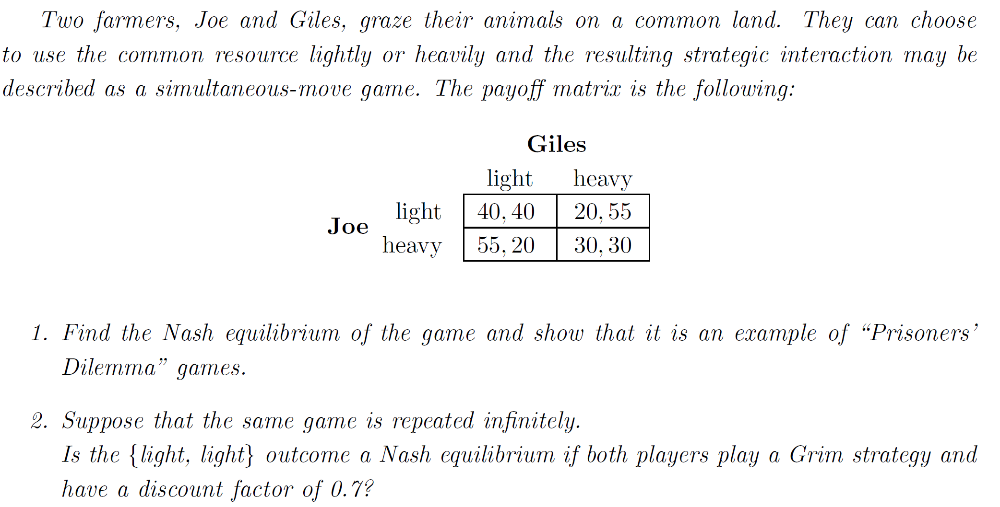 Two farmers, Joe and Giles, graze their animals on a common land. They can choose
to use the common resource lightly or heavily and the resulting strategic interaction may be
described as a simultaneous-move game. The payoff matrix is the following:
Giles
light heavy
light 40, 40 20, 55
Joe
heavy 55, 20 30, 30
1. Find the Nash equilibrium of the game and show that it is an example of “Prisoners’
Dilemma” games.
2. Suppose that the same game is repeated infinitely.
Is the {light, light} outcome a Nash equilibrium if both players play a Grim strategy and
have a discount factor of 0.7?